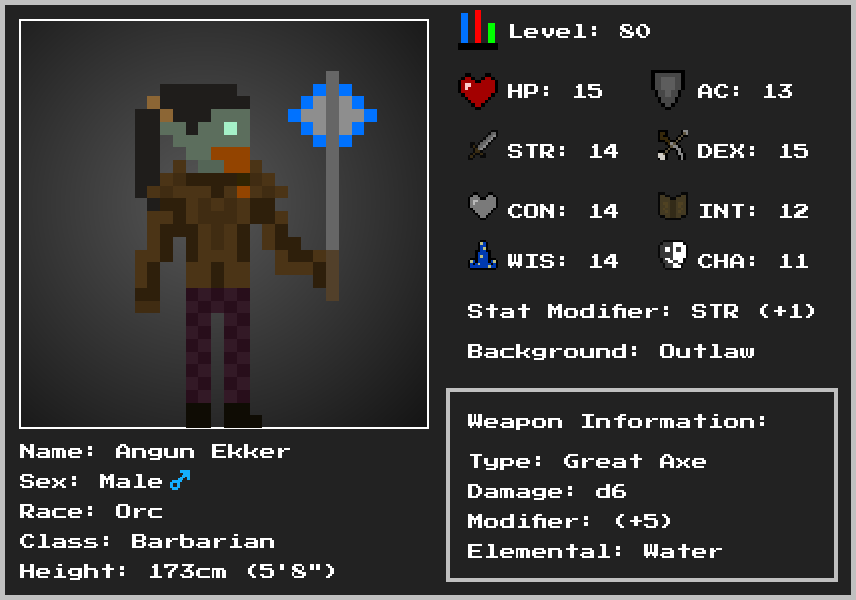 Level: 80
HP: 15 AC: 13
STR: 14 DEX: 15
CON: 14 INT: 12
WIS: 14 CHA: 11
Stat Modifier: STR (+1)
Background: Outlaw
Weapon Information:
Type: Great Axe
Damage: d6
Modifier: (+5)
Elemental: Water
Name: Angun Ekker
Sex: Male♂
Race: Orc
Class: Barbarian
Height: 173cm (5'8")